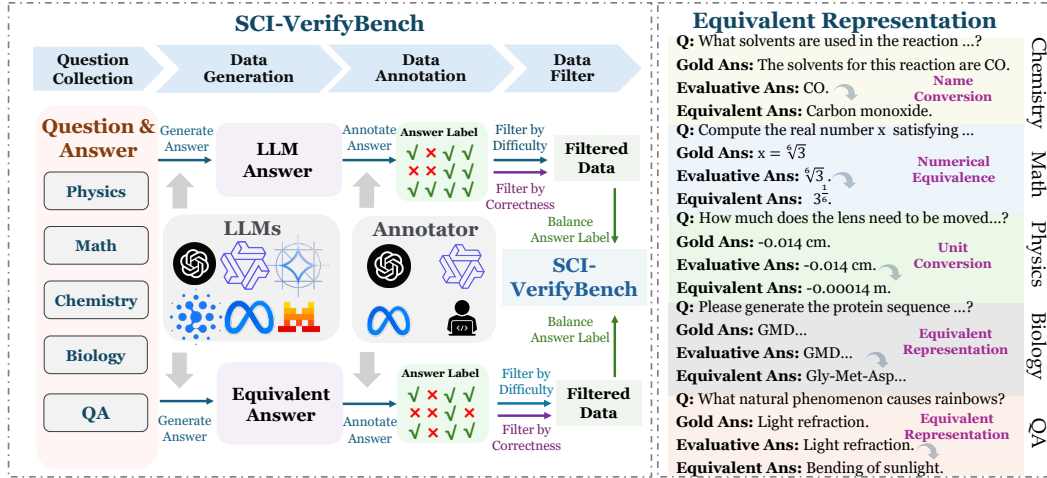 SCI-VerifyBench
Question
Collection
Data
Generation
Data
Annotation
Data
Filter
Question &
Answer
Physics
Math
Chemistry
Biology
QA
Generate
Answer
LLM
Answer
Annotate
Answer
Answer Label
√ × √ √
× × √ √
√ √ √ √
Filter by
Difficulty
Filter by
Correctness
Filtered
Data
LLMs
Annotator
Balance
Answer Label
SCI-
VerifyBench
Balance
Answer Label
Generate
Answer
Equivalent
Answer
Annotate
Answer
Answer Label
√ × √ √
× × √ ×
√ × √ √
Filter by
Difficulty
Filter by
Correctness
Filtered
Data
Equivalent Representation
Q: What solvents are used in the reaction ...?
Gold Ans: The solvents for this reaction are CO.
Evaluative Ans: CO.
Equivalent Ans: Carbon monoxide.
Name
Conversion
Chemistry
Q: Compute the real number x satisfying ...
Gold Ans: x = ⁶√3
Evaluative Ans: ⁶√3.
Equivalent Ans: 3^(1/6).
Numerical
Equivalence
Math
Q: How much does the lens need to be moved...?
Gold Ans: -0.014 cm.
Evaluative Ans: -0.014 cm.
Equivalent Ans: -0.00014 m.
Unit
Conversion
Physics
Q: Please generate the protein sequence ...?
Gold Ans: GMD...
Evaluative Ans: GMD...
Equivalent Ans: Gly-Met-Asp...
Equivalent
Representation
Biology
Q: What natural phenomenon causes rainbows?
Gold Ans: Light refraction.
Evaluative Ans: Light refraction.
Equivalent Ans: Bending of sunlight.
Equivalent
Representation
QA